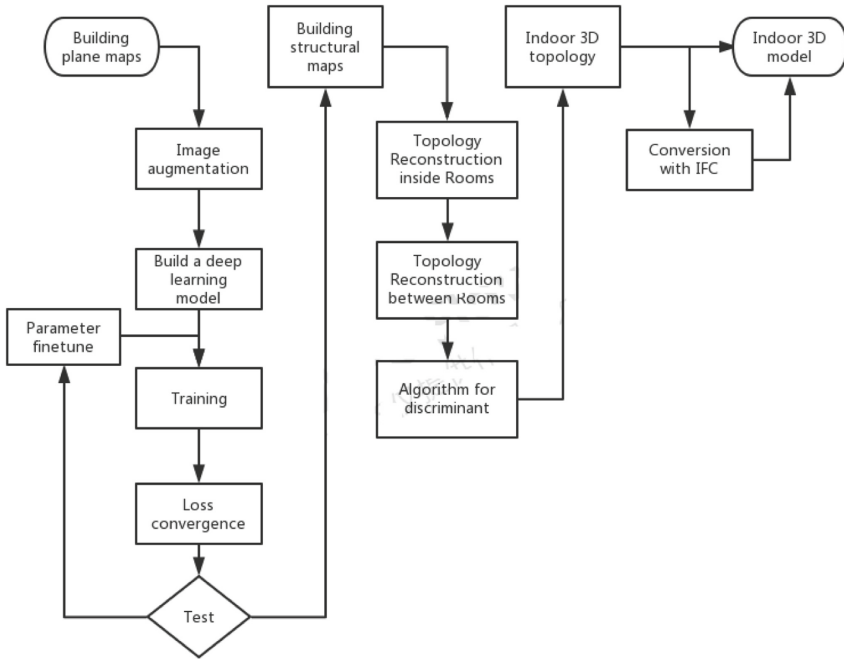 Building
plane maps
Image
augmentation
Build a deep
learning
model
Parameter
finetune
Training
Loss
convergence
Test
Building
structural
maps
Topology
Reconstruction
inside Rooms
Topology
Reconstruction
between Rooms
Algorithm for
discriminant
Indoor 3D
topology
Conversion
with IFC
Indoor 3D
model